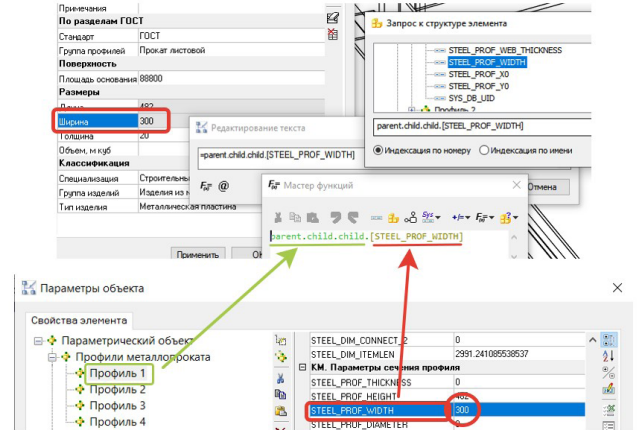 Примечания
По разделам ГОСТ
Стандарт ГОСТ
Группа профилей Прокат листовой
Поверхность
Площадь основания 88800
Размеры
Длина 482
Ширина 300
Толщина 20
Объем, м куб
Классификация
Специализация
Группа изделий Изделия из
Тип изделия Металлическая пластина
Применить
Запрос к структуре элемента
STEEL_PROF_WEB_THICKNESS
STEEL_PROF_WIDTH
STEEL_PROF_X0
STEEL_PROF_Y0
SYS_DB_UID
Профиль 2
parent.child.child.[STEEL_PROF_WIDTH]
Индексация по номеру Индексация по имени
Редактирование текста
=parent.child.child.[STEEL_PROF_WIDTH]
Отмена
Мастер функций
parent.child.child.[STEEL_PROF_WIDTH]
Параметры объекта
Свойства элемента
Параметрический объект
Профили металлопроката
Профиль 1
Профиль 2
Профиль 3
Профиль 4
STEEL_DIM_CONNECT_2 0
STEEL_DIM_ITEMLEN 2991.241085538537
КМ. Параметры сечения профиля
STEEL_PROF_THICKNESS 0
STEEL_PROF_HEIGHT 482
STEEL_PROF_WIDTH 300
STEEL_PROF_DIAMETER